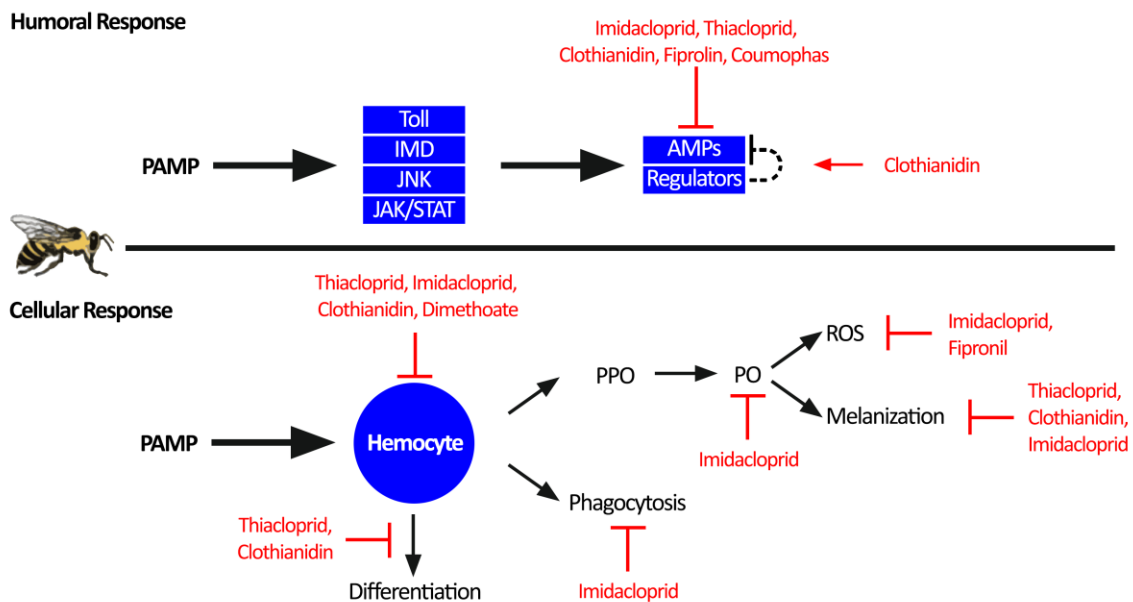 Humoral Response
Imidacloprid, Thiacloprid,
Clothianidin, Fiprolin, Coumophas
Toll
IMD
JNK
JAK/STAT
PAMP
AMPs
Regulators
Clothianidin
Cellular Response
Thiacloprid, Imidacloprid,
Clothianidin, Dimethoate
ROS
Imidacloprid,
Fipronil
PPO
PO
Melanization
Thiacloprid,
Clothianidin,
Imidacloprid
PAMP
Hemocyte
Imidacloprid
Phagocytosis
Thiacloprid,
Clothianidin
Differentiation
Imidacloprid